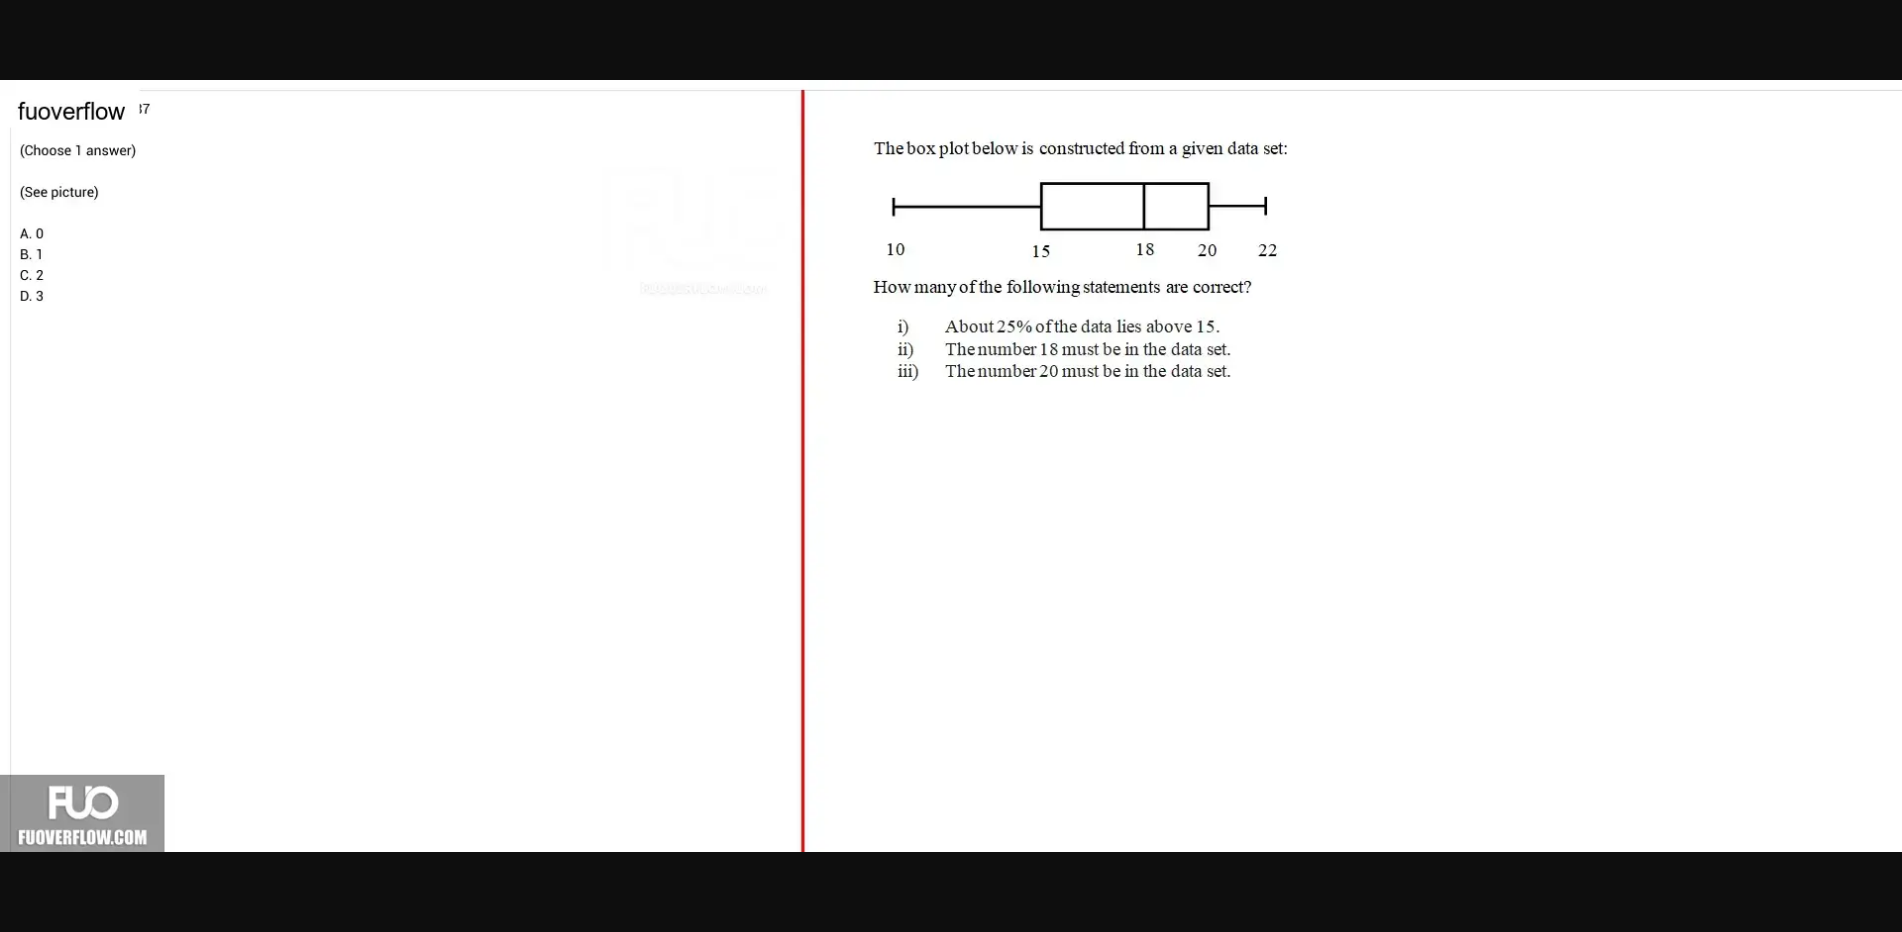 fuoverflow 37
(Choose 1 answer)
(See picture)
A. 0
B. 1
C. 2
D. 3
FUOVERFLOW.COM
The box plot below is constructed from a given data set:
10 15 18 20 22
How many of the following statements are correct?
i) About 25% of the data lies above 15.
ii) The number 18 must be in the data set.
iii) The number 20 must be in the data set.
FUO
FUOVERFLOW.COM